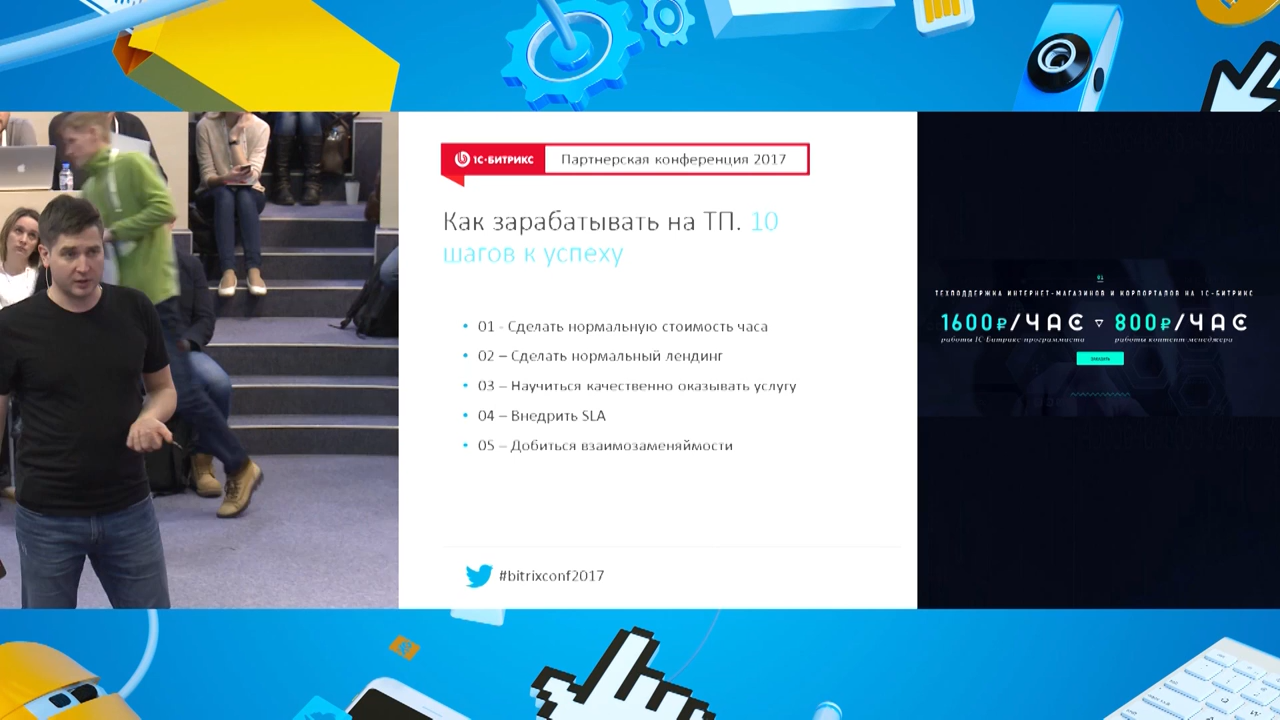 1С-БИТРИКС
Партнерская конференция 2017
Как зарабатывать на ТП. 10
шагов к успеху
• 01 - Сделать нормальную стоимость часа
• 02 – Сделать нормальный лендинг
• 03 – Научиться качественно оказывать услугу
• 04 – Внедрить SLA
• 05 – Добиться взаимозаменяймости
#bitrixconf2017
ТЕХПОДДЕРЖКА ИНТЕРНЕТ-МАГАЗИНОВ И КОРПОРТАЛОВ НА 1С-БИТРИКС
1600₽/ЧАС ▽ 800₽/ЧАС
работы 1С Битрикс-программиста работы контент-менеджера